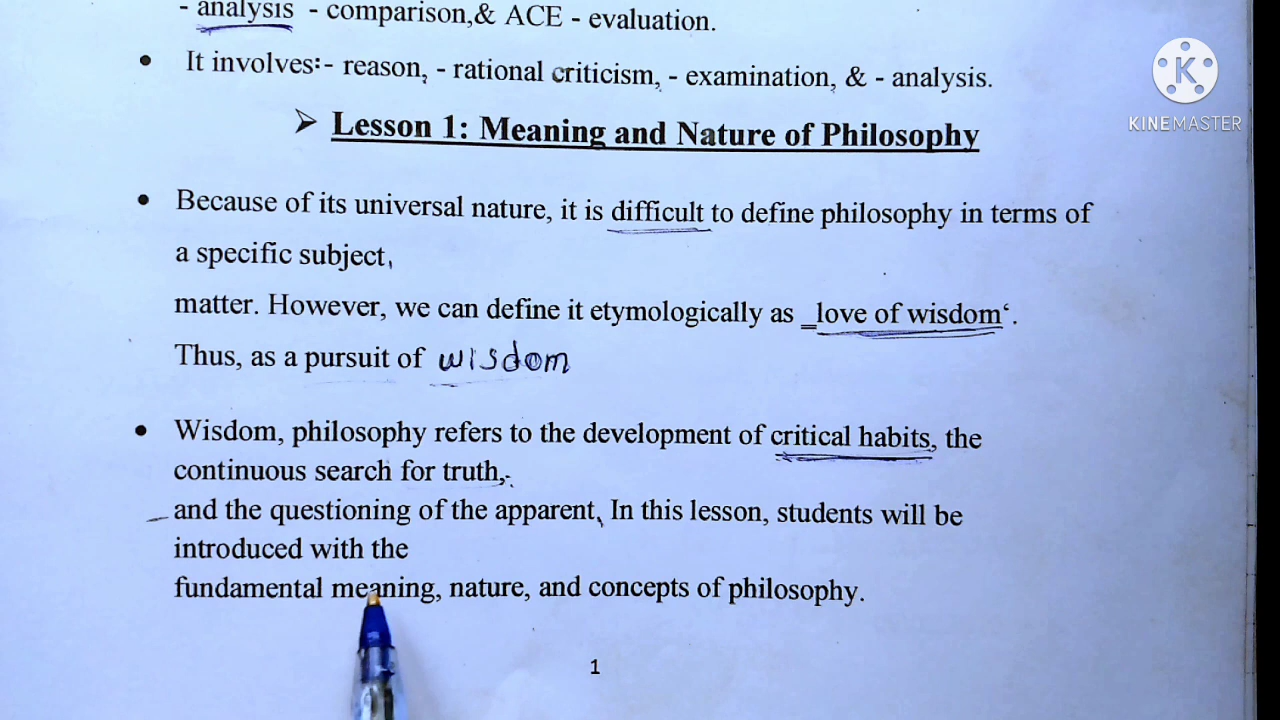 - analysis - comparison,& ACE - evaluation.
• It involves:- reason, - rational criticism, - examination, & - analysis.
➤ Lesson 1: Meaning and Nature of Philosophy
• Because of its universal nature, it is difficult to define philosophy in terms of
a specific subject,
matter. However, we can define it etymologically as _love of wisdom‘.
Thus, as a pursuit of wisdom
• Wisdom, philosophy refers to the development of critical habits, the
continuous search for truth,
and the questioning of the apparent, In this lesson, students will be
introduced with the
fundamental meaning, nature, and concepts of philosophy.
1
K
KINEMASTER